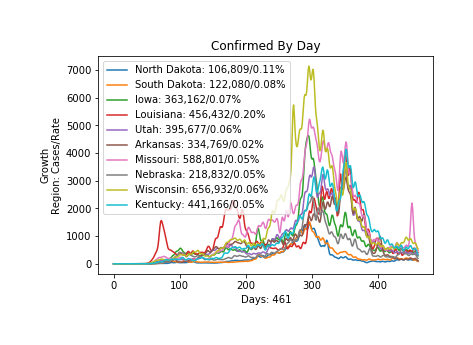 Confirmed By Day
Growth
Region: Cases/Rate
7000
6000
5000
4000
3000
2000
1000
0
North Dakota: 106,809/0.11%
South Dakota: 122,080/0.08%
Iowa: 363,162/0.07%
Louisiana: 456,432/0.20%
Utah: 395,677/0.06%
Arkansas: 334,769/0.02%
Missouri: 588,801/0.05%
Nebraska: 218,832/0.05%
Wisconsin: 656,932/0.06%
Kentucky: 441,166/0.05%
0 100 200 300 400
Days: 461